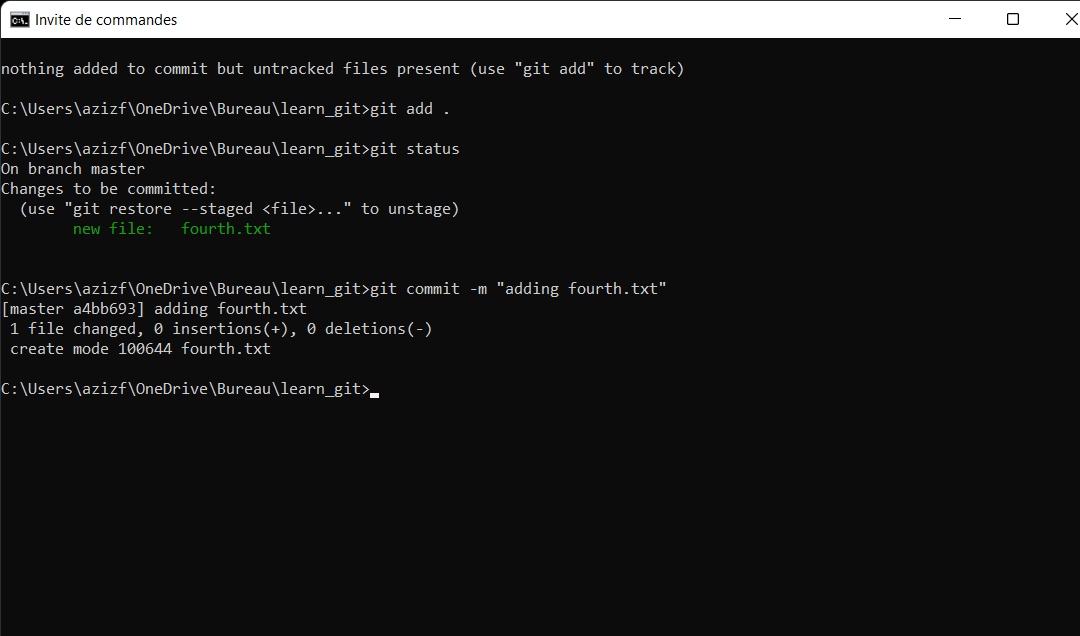 Invite de commandes
nothing added to commit but untracked files present (use "git add" to track)
C:\Users\azizf\OneDrive\Bureau\learn_git>git add .
C:\Users\azizf\OneDrive\Bureau\learn_git>git status
On branch master
Changes to be committed:
  (use "git restore --staged <file>..." to unstage)
        new file:   fourth.txt
C:\Users\azizf\OneDrive\Bureau\learn_git>git commit -m "adding fourth.txt"
[master a4bb693] adding fourth.txt
 1 file changed, 0 insertions(+), 0 deletions(-)
 create mode 100644 fourth.txt
C:\Users\azizf\OneDrive\Bureau\learn_git>